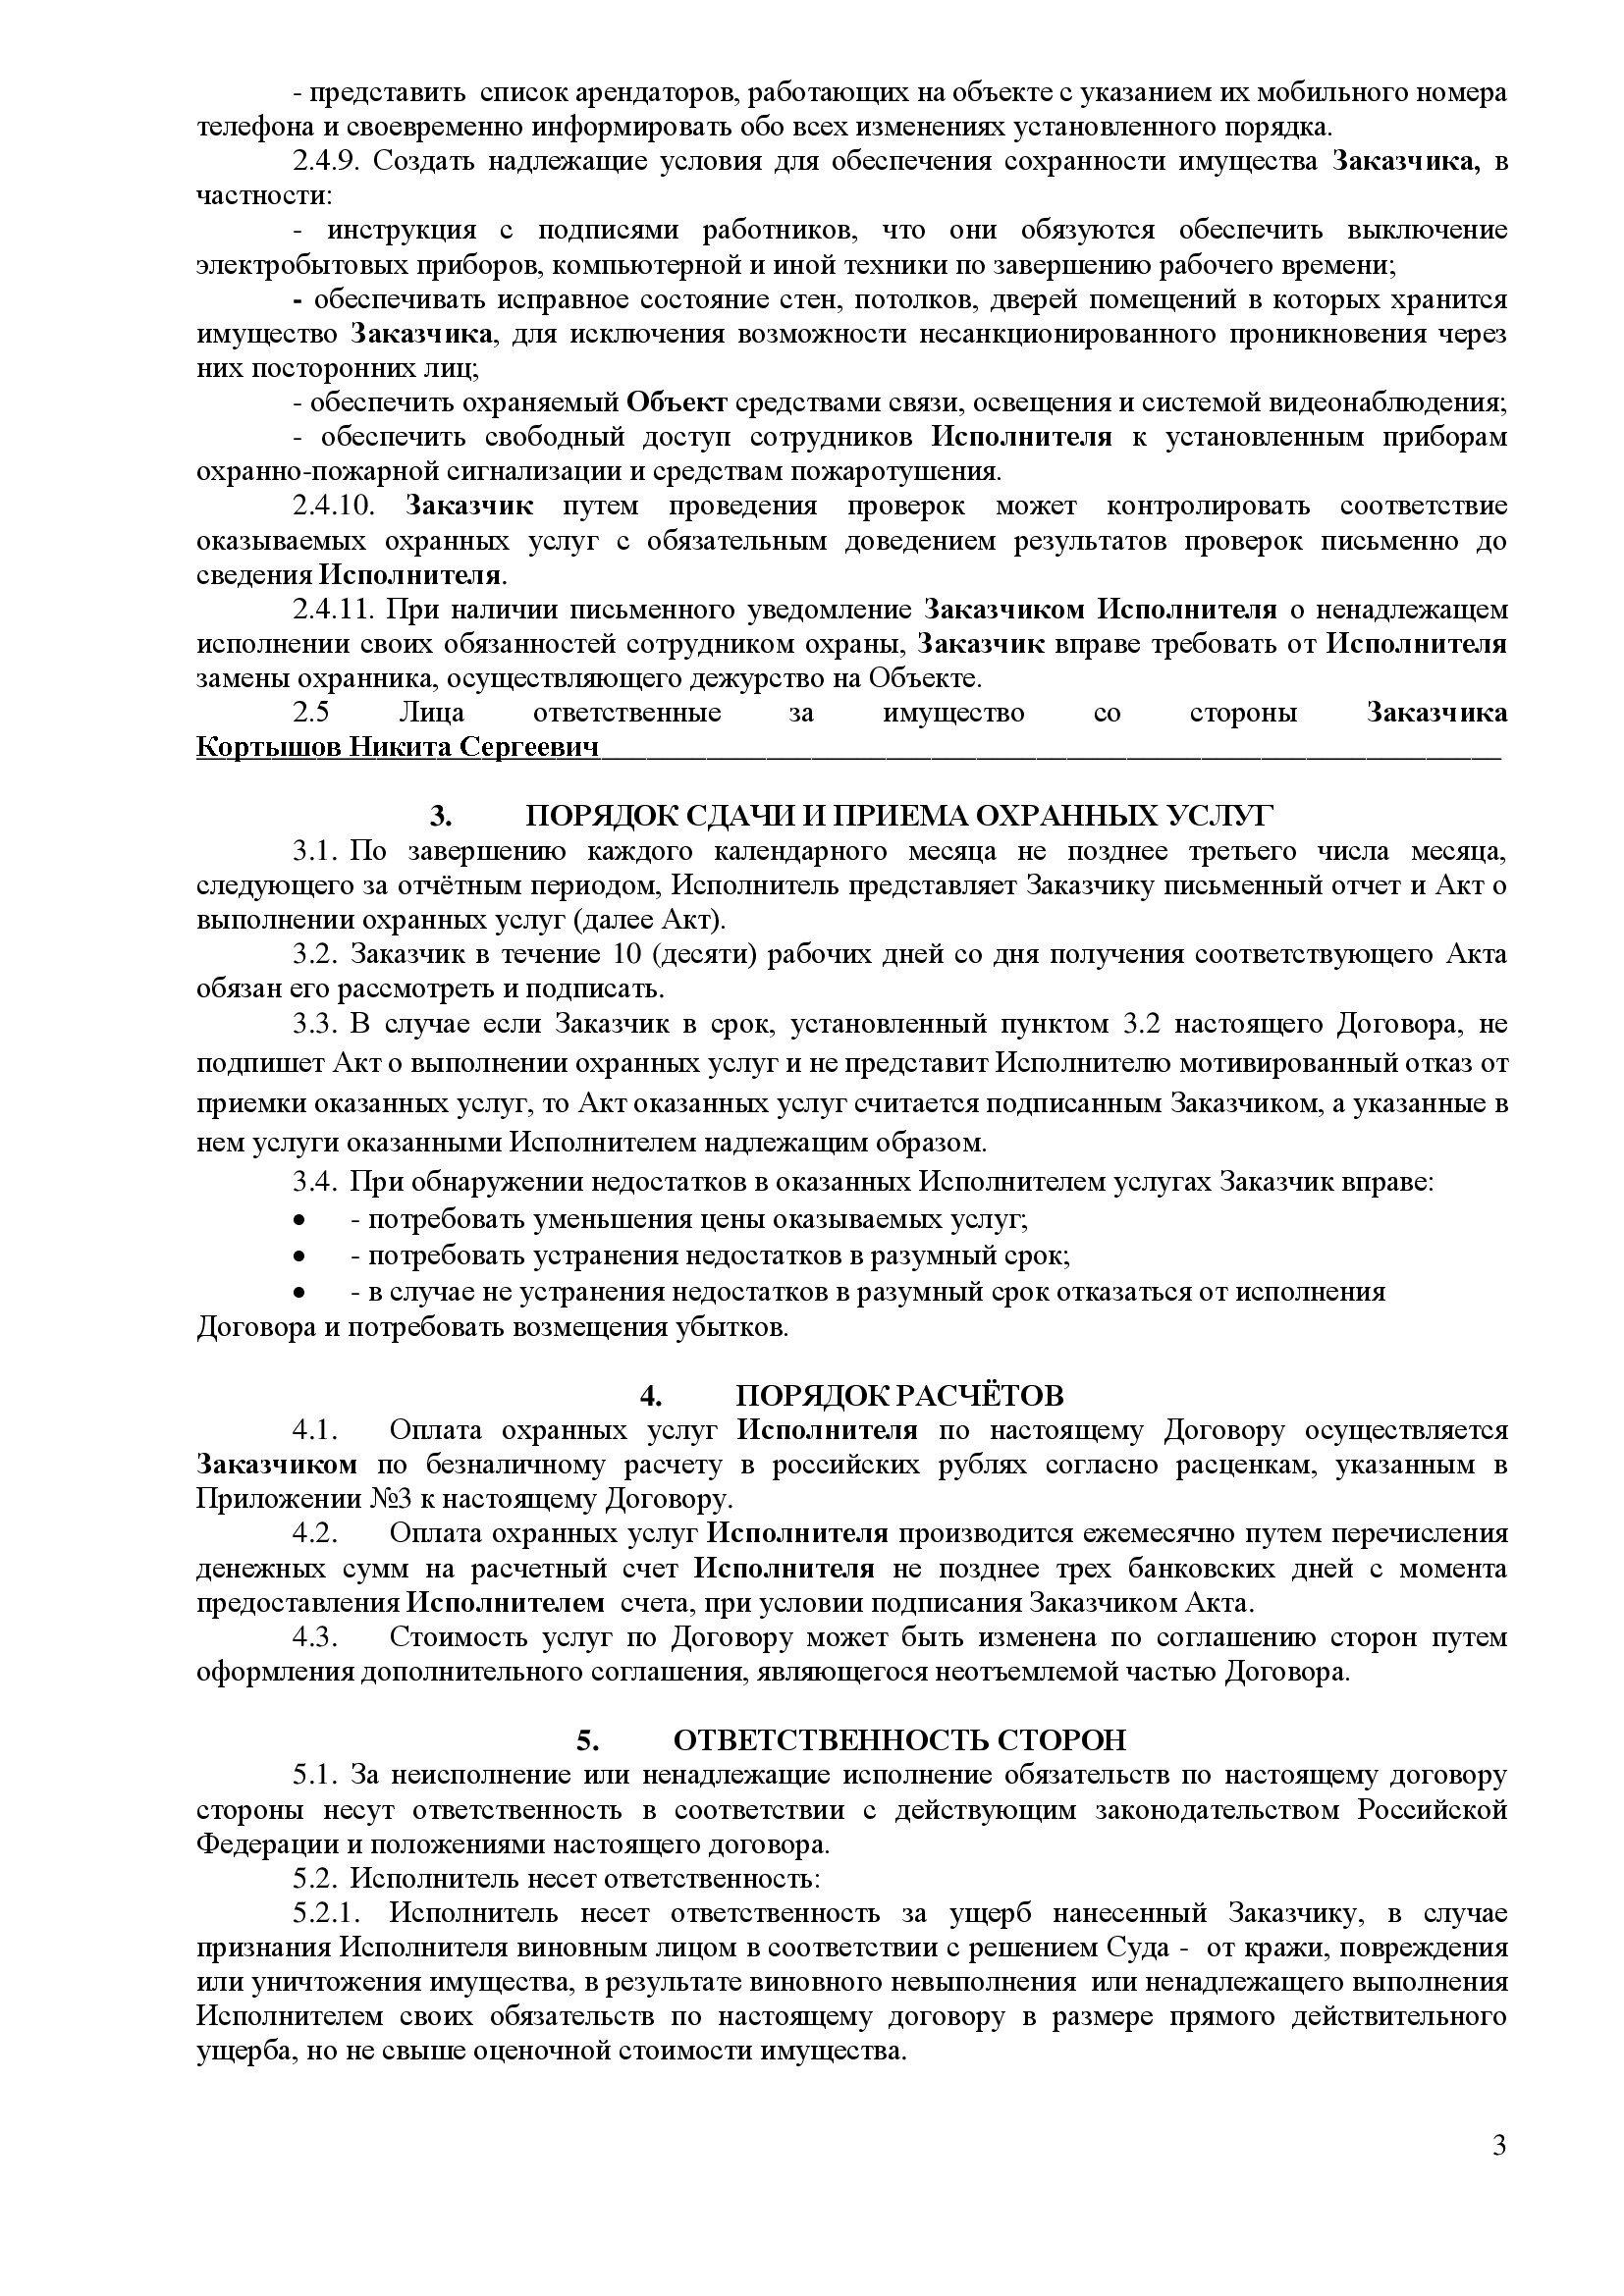 - представить список арендаторов, работающих на объекте с указанием их мобильного номера
телефона и своевременно информировать обо всех изменениях установленного порядка.
2.4.9. Создать надлежащие условия для обеспечения сохранности имущества Заказчика, в
частности:
- инструкция с подписями работников, что они обязуются обеспечить выключение
электробытовых приборов, компьютерной и иной техники по завершению рабочего времени;
- обеспечивать исправное состояние стен, потолков, дверей помещений в которых хранится
имущество Заказчика, для исключения возможности несанкционированного проникновения через
них посторонних лиц;
- обеспечить охраняемый Объект средствами связи, освещения и системой видеонаблюдения;
- обеспечить свободный доступ сотрудников Исполнителя к установленным приборам
охранно-пожарной сигнализации и средствам пожаротушения.
2.4.10. Заказчик путем проведения проверок может контролировать соответствие
оказываемых охранных услуг с обязательным доведением результатов проверок письменно до
сведения Исполнителя.
2.4.11. При наличии письменного уведомление Заказчиком Исполнителя о ненадлежащем
исполнении своих обязанностей сотрудником охраны, Заказчик вправе требовать от Исполнителя
замены охранника, осуществляющего дежурство на Объекте.
2.5 Лица ответственные за имущество со стороны Заказчика
Кортышов Никита Сергеевич
3. ПОРЯДОК СДАЧИ И ПРИЕМА ОХРАННЫХ УСЛУГ
3.1. По завершению каждого календарного месяца не позднее третьего числа месяца,
следующего за отчётным периодом, Исполнитель представляет Заказчику письменный отчет и Акт о
выполнении охранных услуг (далее Акт).
3.2. Заказчик в течение 10 (десяти) рабочих дней со дня получения соответствующего Акта
обязан его рассмотреть и подписать.
3.3. В случае если Заказчик в срок, установленный пунктом 3.2 настоящего Договора, не
подпишет Акт о выполнении охранных услуг и не представит Исполнителю мотивированный отказ от
приемки оказанных услуг, то Акт оказанных услуг считается подписанным Заказчиком, а указанные в
нем услуги оказанными Исполнителем надлежащим образом.
3.4. При обнаружении недостатков в оказанных Исполнителем услугах Заказчик вправе:
• - потребовать уменьшения цены оказываемых услуг;
• - потребовать устранения недостатков в разумный срок;
• - в случае не устранения недостатков в разумный срок отказаться от исполнения
Договора и потребовать возмещения убытков.
4. ПОРЯДОК РАСЧЁТОВ
4.1. Оплата охранных услуг Исполнителя по настоящему Договору осуществляется
Заказчиком по безналичному расчету в российских рублях согласно расценкам, указанным в
Приложении №3 к настоящему Договору.
4.2. Оплата охранных услуг Исполнителя производится ежемесячно путем перечисления
денежных сумм на расчетный счет Исполнителя не позднее трех банковских дней с момента
предоставления Исполнителем счета, при условии подписания Заказчиком Акта.
4.3. Стоимость услуг по Договору может быть изменена по соглашению сторон путем
оформления дополнительного соглашения, являющегося неотъемлемой частью Договора.
5. ОТВЕТСТВЕННОСТЬ СТОРОН
5.1. За неисполнение или ненадлежащие исполнение обязательств по настоящему договору
стороны несут ответственность в соответствии с действующим законодательством Российской
Федерации и положениями настоящего договора.
5.2. Исполнитель несет ответственность:
5.2.1. Исполнитель несет ответственность за ущерб нанесенный Заказчику, в случае
признания Исполнителя виновным лицом в соответствии с решением Суда - от кражи, повреждения
или уничтожения имущества, в результате виновного невыполнения или ненадлежащего выполнения
Исполнителем своих обязательств по настоящему договору в размере прямого действительного
ущерба, но не свыше оценочной стоимости имущества.
3